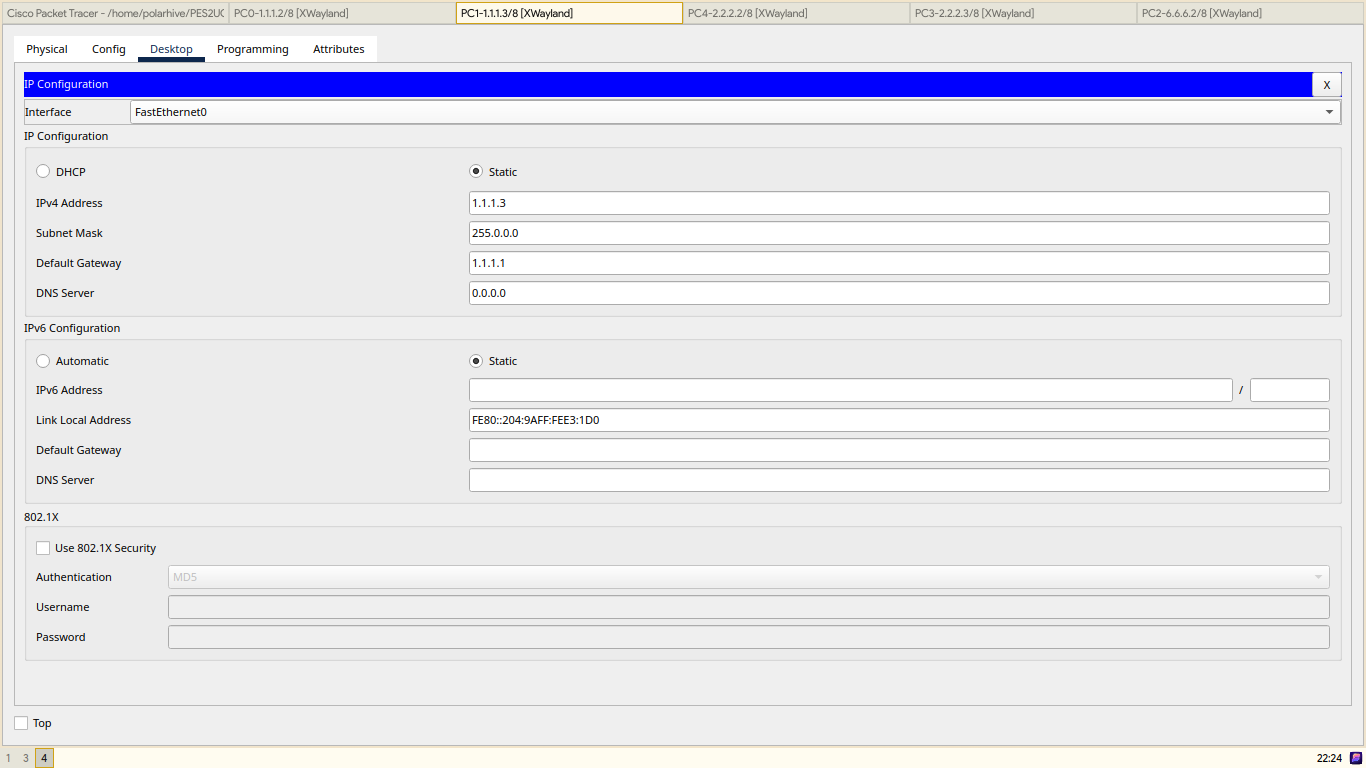 Cisco Packet Tracer - /home/polarhive/PES2UC PC0-1.1.1.2/8 [XWayland] PC1-1.1.1.3/8 [XWayland] PC4-2.2.2.2/8 [XWayland] PC3-2.2.2.3/8 [XWayland] PC2-6.6.6.2/8 [XWayland]
Physical Config Desktop Programming Attributes
IP Configuration X
Interface FastEthernet0
IP Configuration
DHCP Static
IPv4 Address 1.1.1.3
Subnet Mask 255.0.0.0
Default Gateway 1.1.1.1
DNS Server 0.0.0.0
IPv6 Configuration
Automatic Static
IPv6 Address /
Link Local Address FE80::204:9AFF:FEE3:1D0
Default Gateway
DNS Server
802.1X
Use 802.1X Security
Authentication MD5
Username
Password
Top
1 3 4 22:24